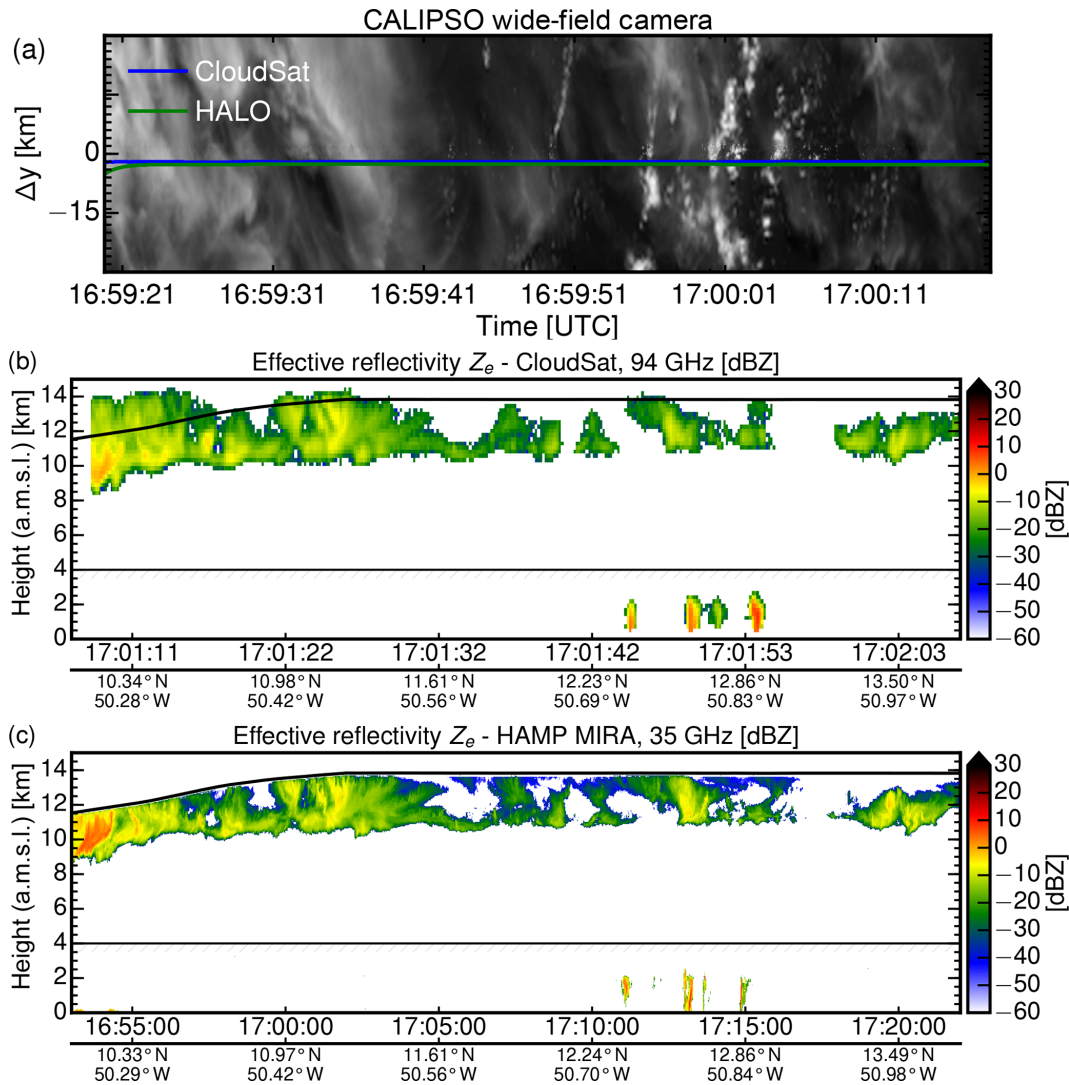 CALIPSO wide-field camera
(a)
CloudSat
HALO
Δy [km]
0
−15
16:59:21 16:59:31 16:59:41 16:59:51 17:00:01 17:00:11
Time [UTC]
(b)
Effective reflectivity Ze - CloudSat, 94 GHz [dBZ]
Height (a.m.s.l.) [km]
14
12
10
8
6
4
2
0
30
20
10
0
−10
−20
−30
−40
−50
−60
[dBZ]
17:01:11 17:01:22 17:01:32 17:01:42 17:01:53 17:02:03
10.34°N 10.98°N 11.61°N 12.23°N 12.86°N 13.50°N
50.28°W 50.42°W 50.56°W 50.69°W 50.83°W 50.97°W
(c)
Effective reflectivity Ze - HAMP MIRA, 35 GHz [dBZ]
Height (a.m.s.l.) [km]
14
12
10
8
6
4
2
0
30
20
10
0
−10
−20
−30
−40
−50
−60
[dBZ]
16:55:00 17:00:00 17:05:00 17:10:00 17:15:00 17:20:00
10.33°N 10.97°N 11.61°N 12.24°N 12.86°N 13.49°N
50.29°W 50.42°W 50.56°W 50.70°W 50.84°W 50.98°W